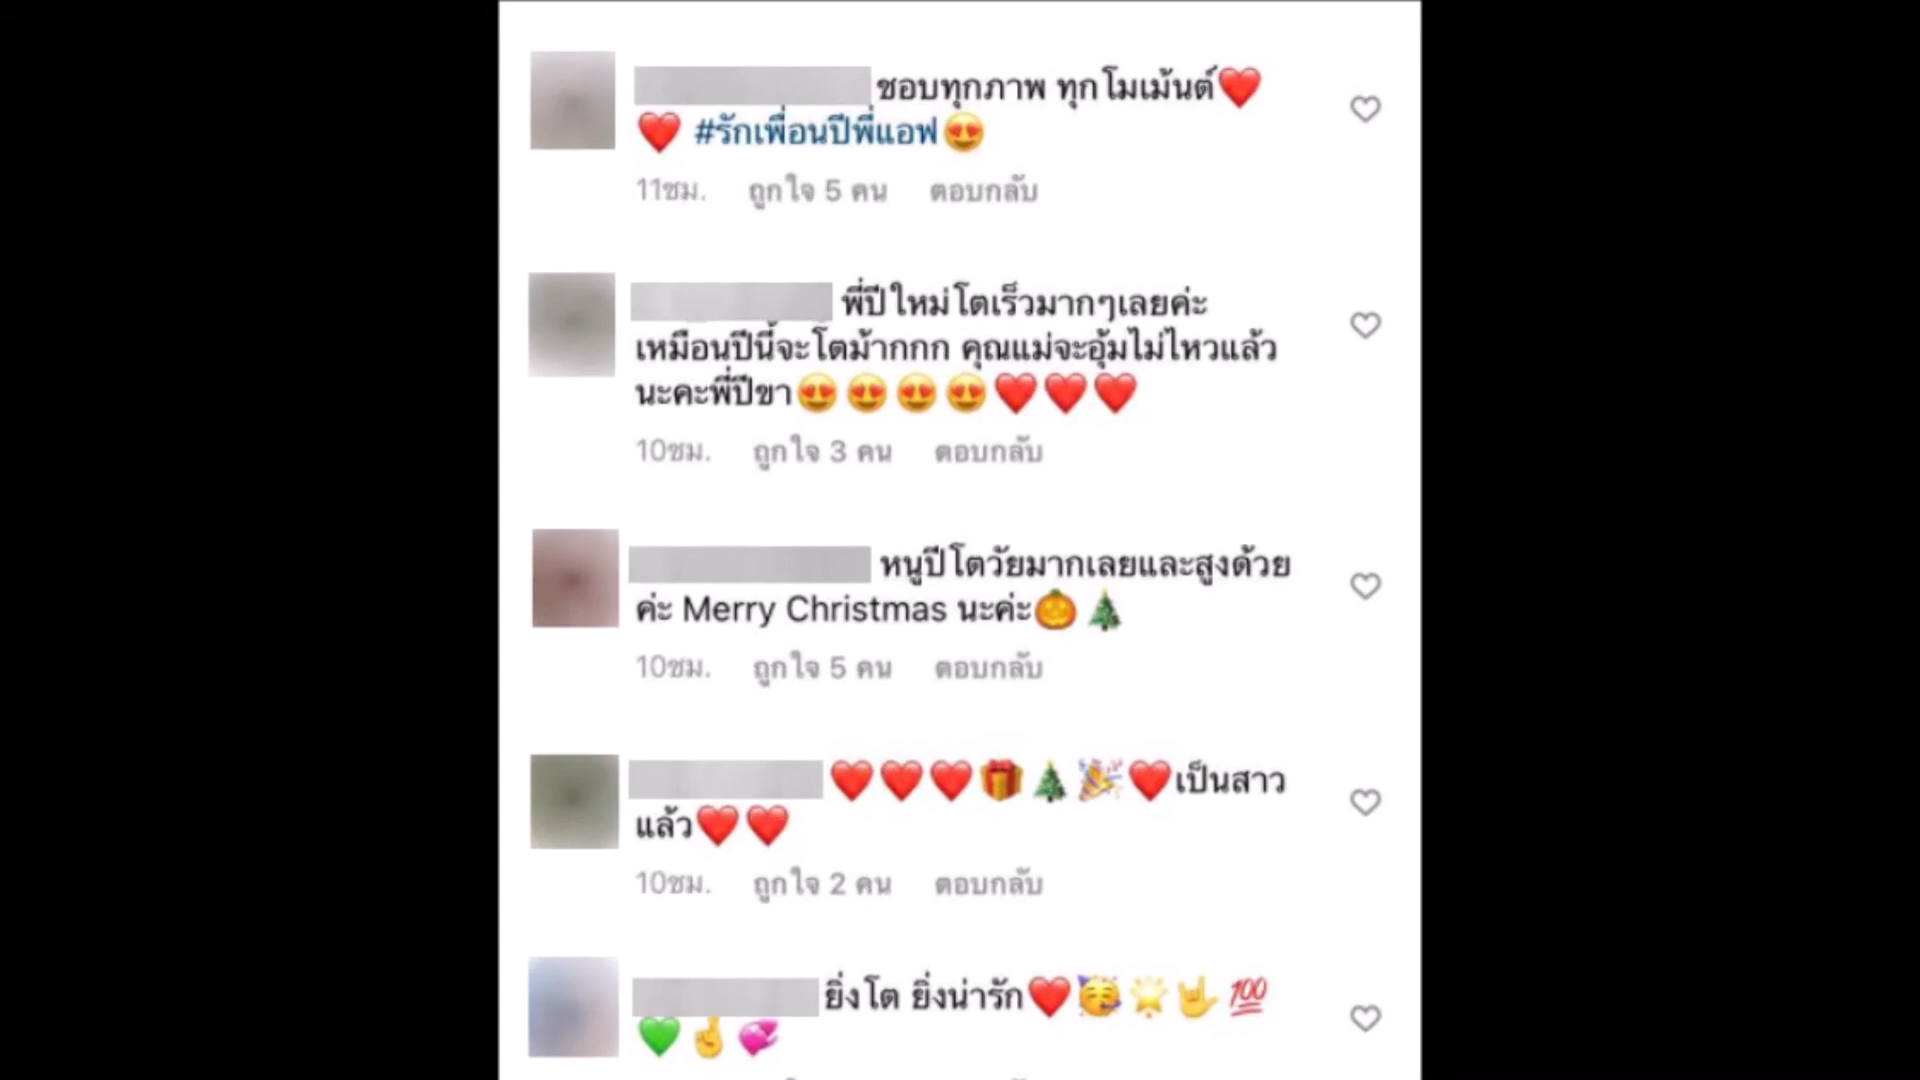 ชอบทุกภาพ ทุกโมเม้นต์❤️
❤️ #รักเพื่อนปีพี่แอฟ😍
11ชม. ถูกใจ 5 คน ตอบกลับ
พี่ปีใหม่โตเร็วมากๆเลยค่ะ
เหมือนปีนี้จะโตม้ากกก คุณแม่จะอุ้มไม่ไหวแล้ว
นะคะพี่ปีขา😍😍😍😍❤️❤️❤️
10ชม. ถูกใจ 3 คน ตอบกลับ
หนูปีโตวัยมากเลยและสูงด้วย
ค่ะ Merry Christmas นะค่ะ🎃🎄
10ชม. ถูกใจ 5 คน ตอบกลับ
❤️❤️❤️🎁🎄🎉❤️เป็นสาว
แล้ว❤️❤️
10ชม. ถูกใจ 2 คน ตอบกลับ
ยิ่งโต ยิ่งน่ารัก❤️🥳🌟🤟💯
💚🤞💞